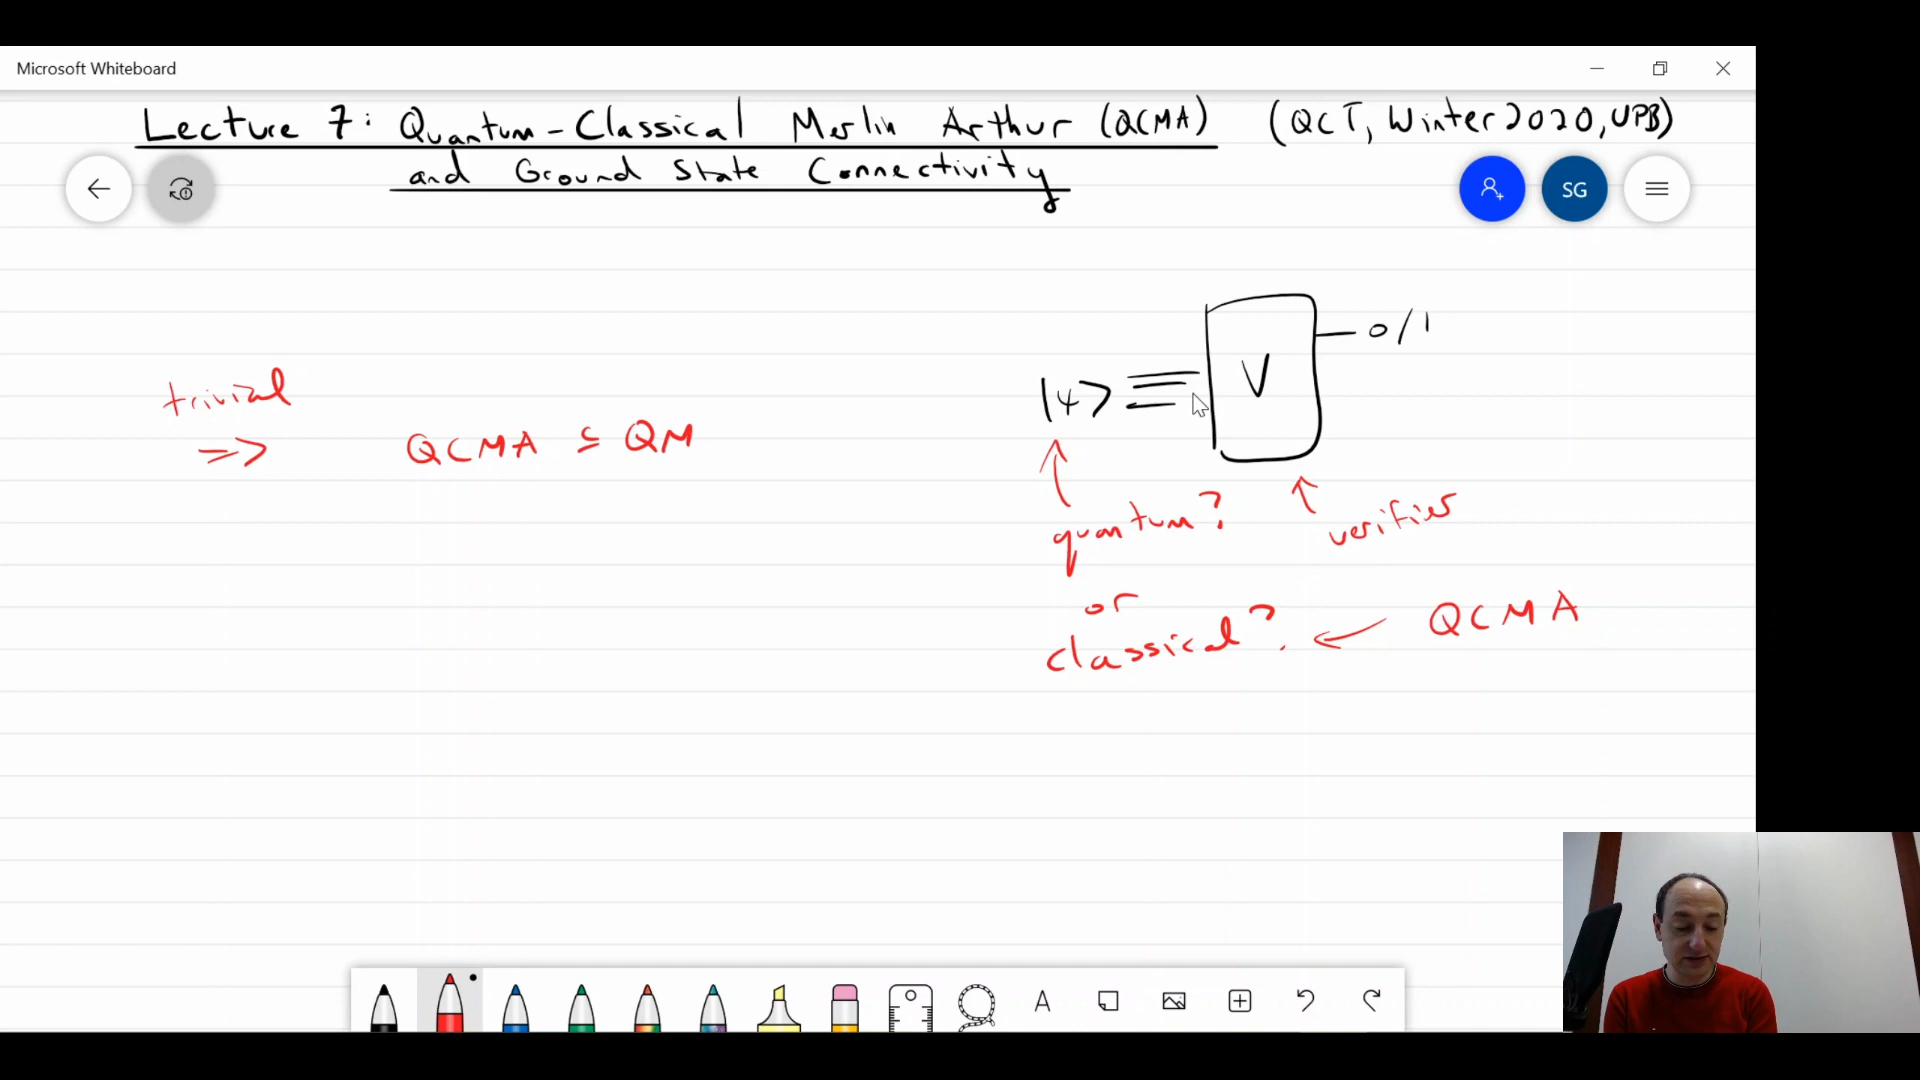 Microsoft Whiteboard
Lecture 7: Quantum-Classical Merlin Arthur (QCMA) (QCT, Winter 2020, UPB)
and Ground State Connectivity
SG
0/1
V
|ψ>
trivial
=> QCMA ⊆ QM
quantum?
verifier
or
classical? ← QCMA
A